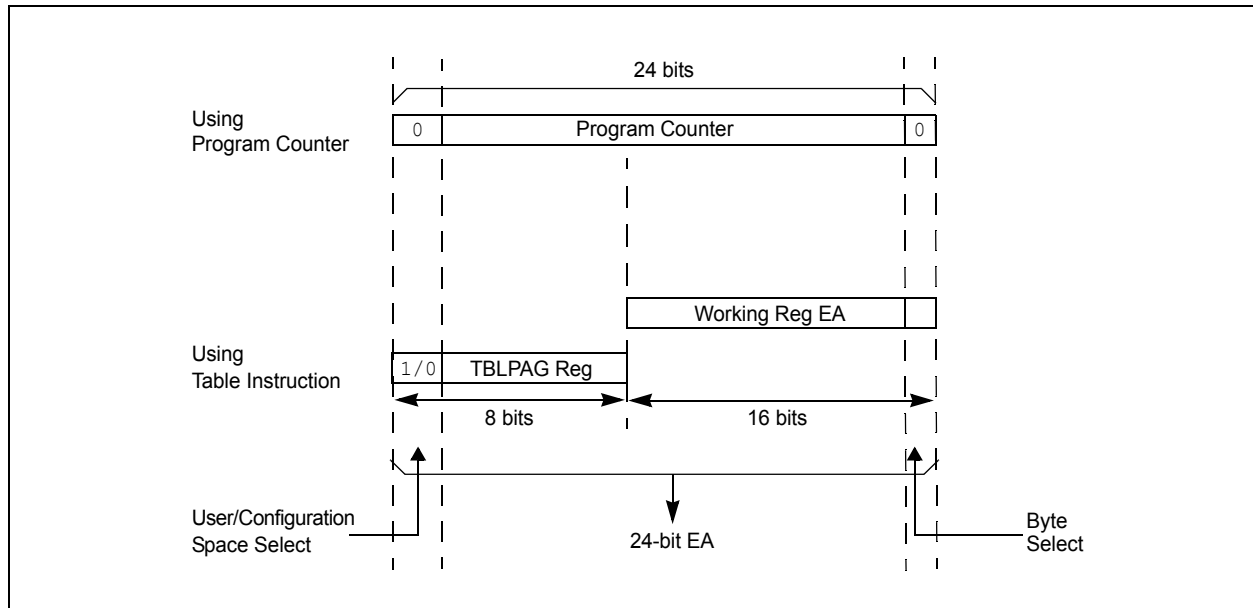 24 bits
Using
Program Counter
0
Program Counter
0
Working Reg EA
Using
Table Instruction
1/0
TBLPAG Reg
8 bits
16 bits
User/Configuration
Space Select
24-bit EA
Byte
Select